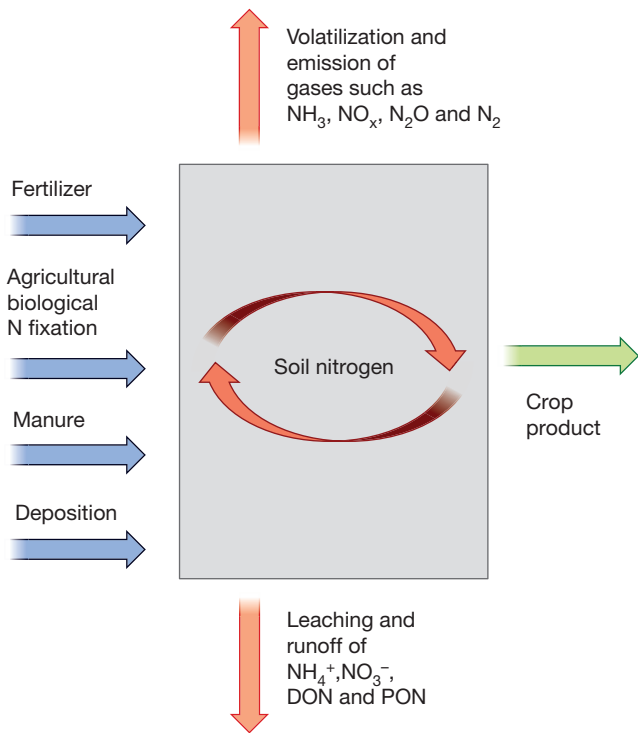 Volatilization and
emission of
gases such as
NH₃, NOₓ, N₂O and N₂
Fertilizer
Agricultural
biological
N fixation
Manure
Deposition
Soil nitrogen
Crop
product
Leaching and
runoff of
NH₄⁺,NO₃⁻,
DON and PON